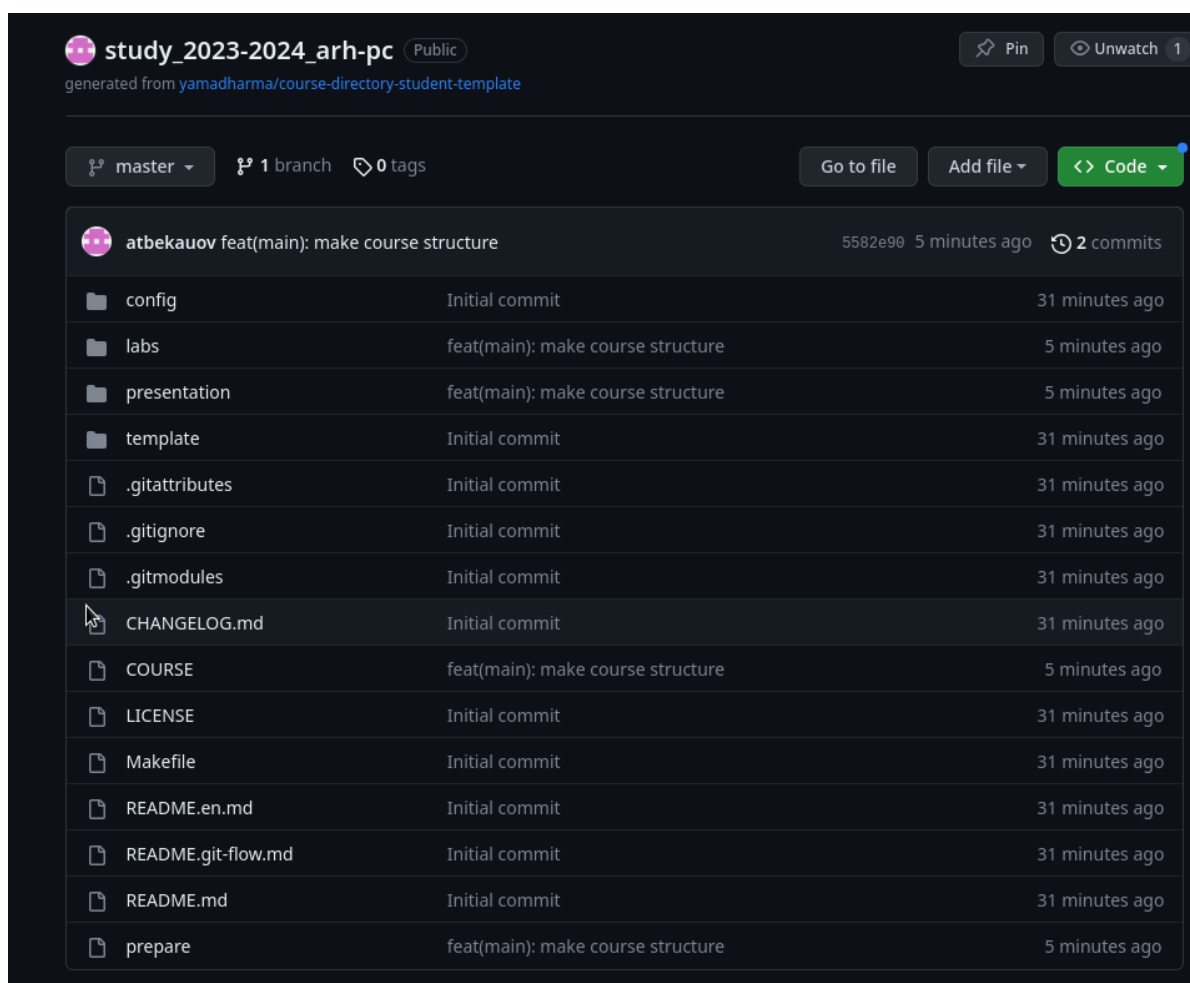 study_2023-2024_arh-pc Public Pin Unwatch 1
generated from yamadharma/course-directory-student-template
master 1 branch 0 tags Go to file Add file <> Code
atbekauov feat(main): make course structure 5582e90 5 minutes ago 2 commits
config Initial commit 31 minutes ago
labs feat(main): make course structure 5 minutes ago
presentation feat(main): make course structure 5 minutes ago
template Initial commit 31 minutes ago
.gitattributes Initial commit 31 minutes ago
.gitignore Initial commit 31 minutes ago
.gitmodules Initial commit 31 minutes ago
CHANGELOG.md Initial commit 31 minutes ago
COURSE feat(main): make course structure 5 minutes ago
LICENSE Initial commit 31 minutes ago
Makefile Initial commit 31 minutes ago
README.en.md Initial commit 31 minutes ago
README.git-flow.md Initial commit 31 minutes ago
README.md Initial commit 31 minutes ago
prepare feat(main): make course structure 5 minutes ago